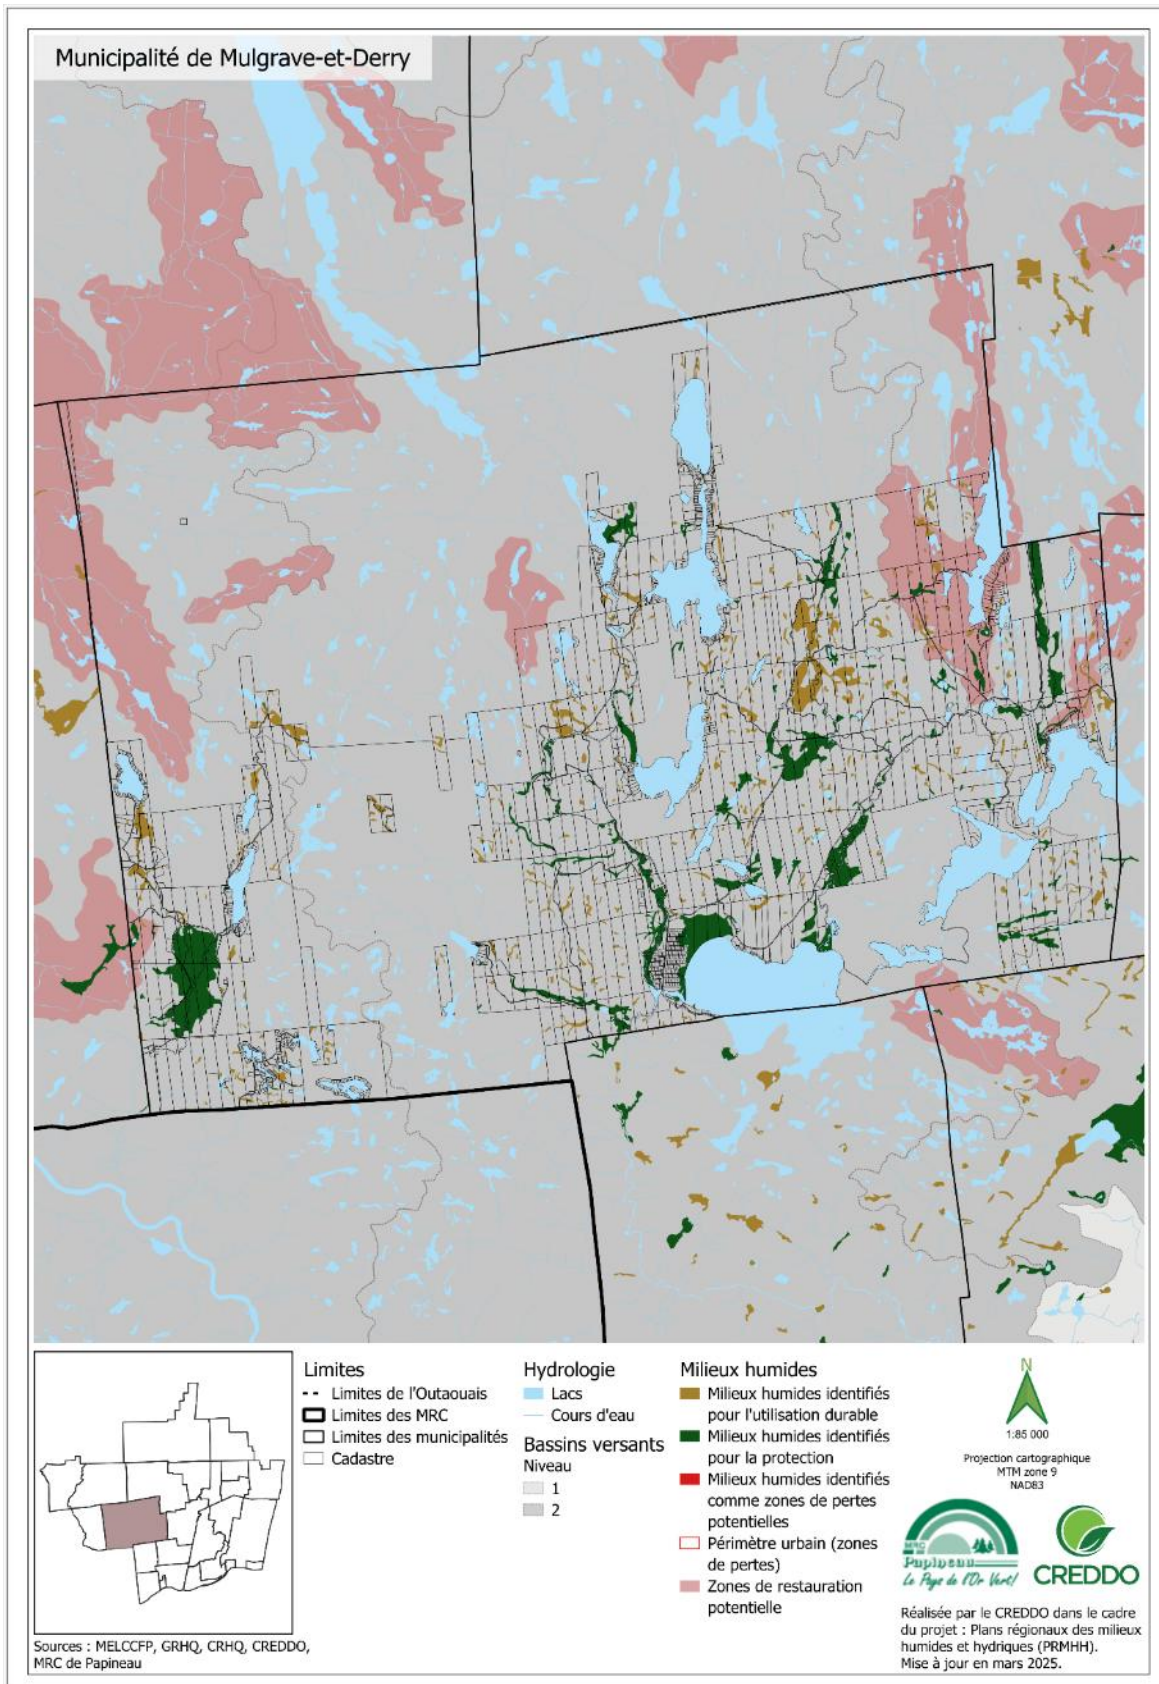 Municipalité de Mulgrave-et-Derry
Limites
Limites de l'Outaouais
Limites des MRC
Limites des municipalités
Cadastre
Hydrologie
Lacs
Cours d'eau
Bassins versants
Niveau
1
2
Milieux humides
Milieux humides identifiés
pour l'utilisation durable
Milieux humides identifiés
pour la protection
Milieux humides identifiés
comme zones de pertes
potentielles
Périmètre urbain (zones
de pertes)
Zones de restauration
potentielle
N
1:85 000
Projection cartographique
MTM zone 9
NAD83
MRC
Papineau
Le Pays de l'Or Vert!
CREDDO
Réalisée par le CREDDO dans le cadre
du projet : Plans régionaux des milieux
humides et hydriques (PRMHH).
Mise à jour en mars 2025.
Sources : MELCCFP, GRHQ, CRHQ, CREDDO,
MRC de Papineau